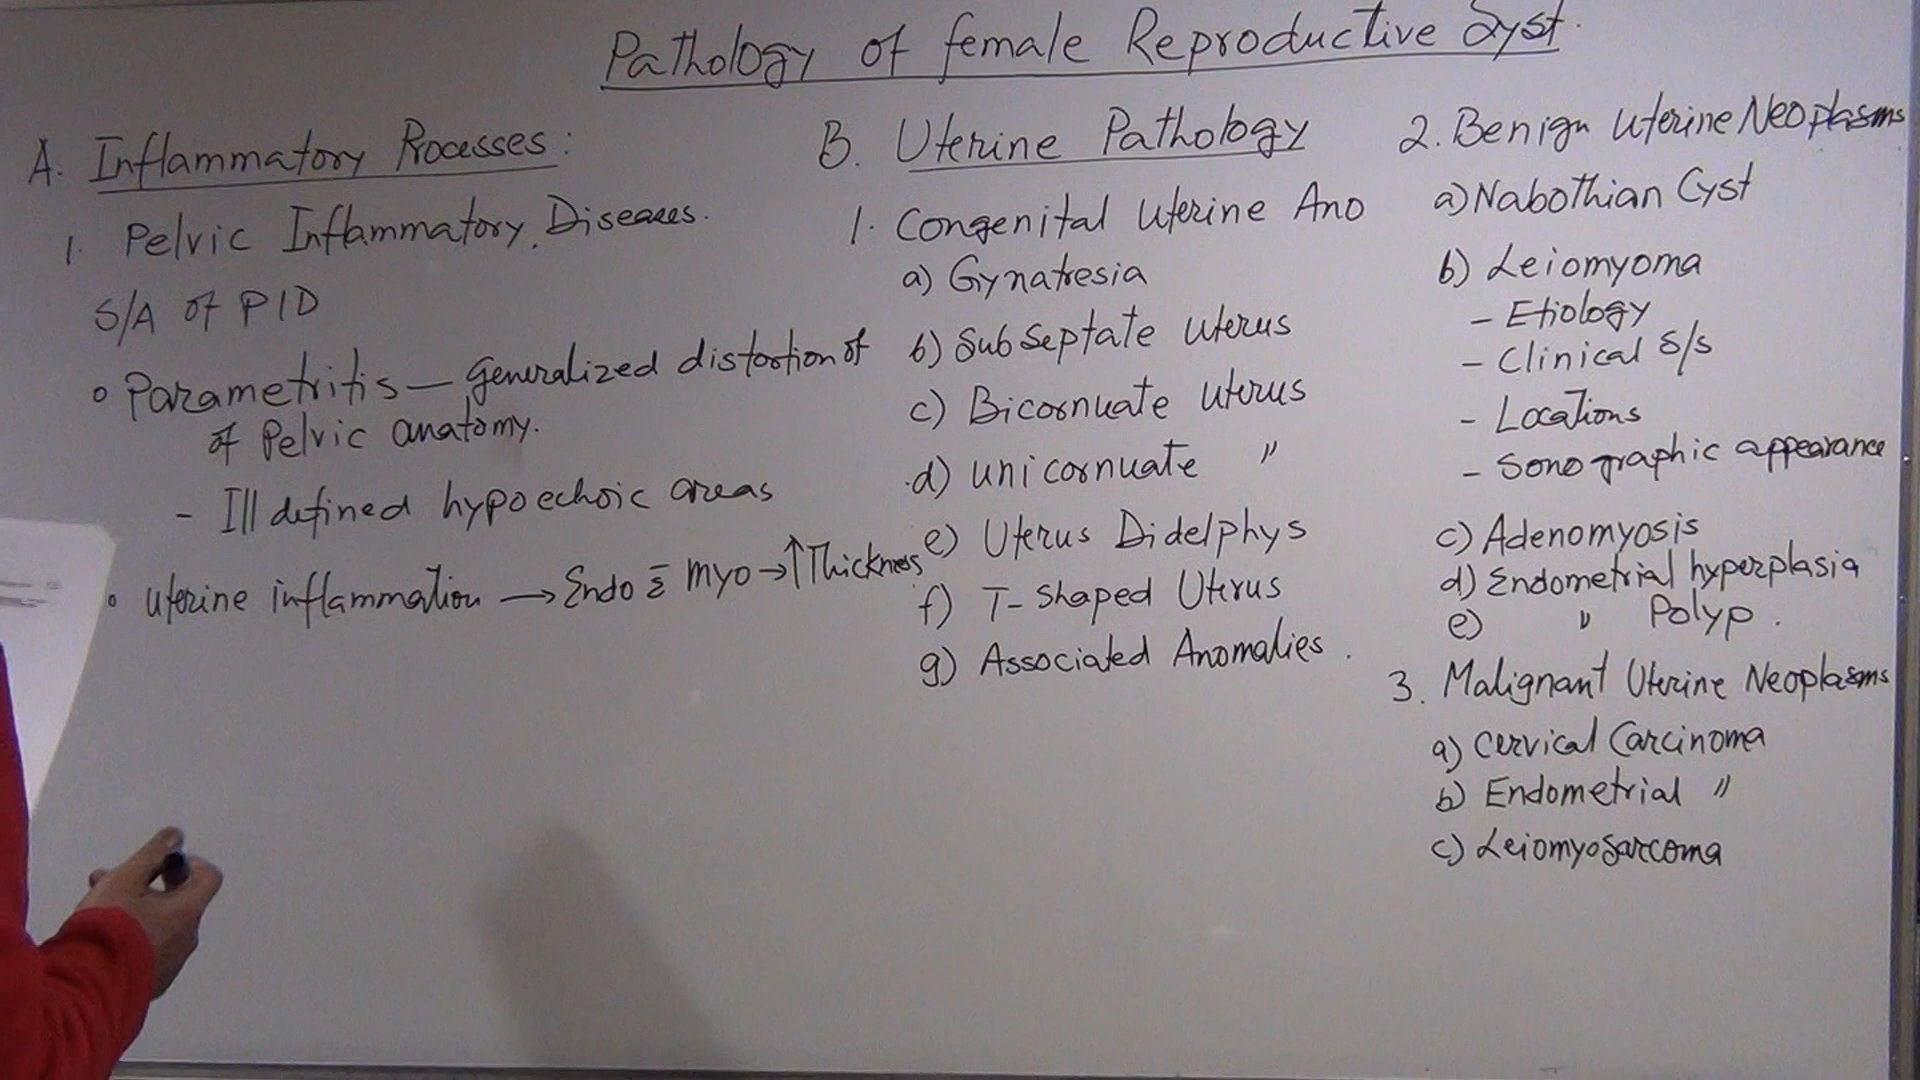 Pathology of female Reproductive Syst.
A. Inflammatory Processes:
1. Pelvic Inflammatory Diseases.
S/A of PID
o Parametritis — generalized distortion of
of Pelvic anatomy.
- Ill defined hypoechoic areas
o Uterine inflammation → Endo c̄ myo → ↑ Thickness
B. Uterine Pathology
1. Congenital Uterine Ano
a) Gynatresia
b) Subseptate Uterus
c) Bicornuate Uterus
d) Unicornuate "
e) Uterus Didelphys
f) T-Shaped Uterus
g) Associated Anomalies.
2. Benign Uterine Neoplasms
a) Nabothian Cyst
b) Leiomyoma
- Etiology
- Clinical S/S
- Locations
- Sonographic appearance
c) Adenomyosis
d) Endometrial hyperplasia
e) " Polyp.
3. Malignant Uterine Neoplasms
a) Cervical Carcinoma
b) Endometrial "
c) Leiomyosarcoma